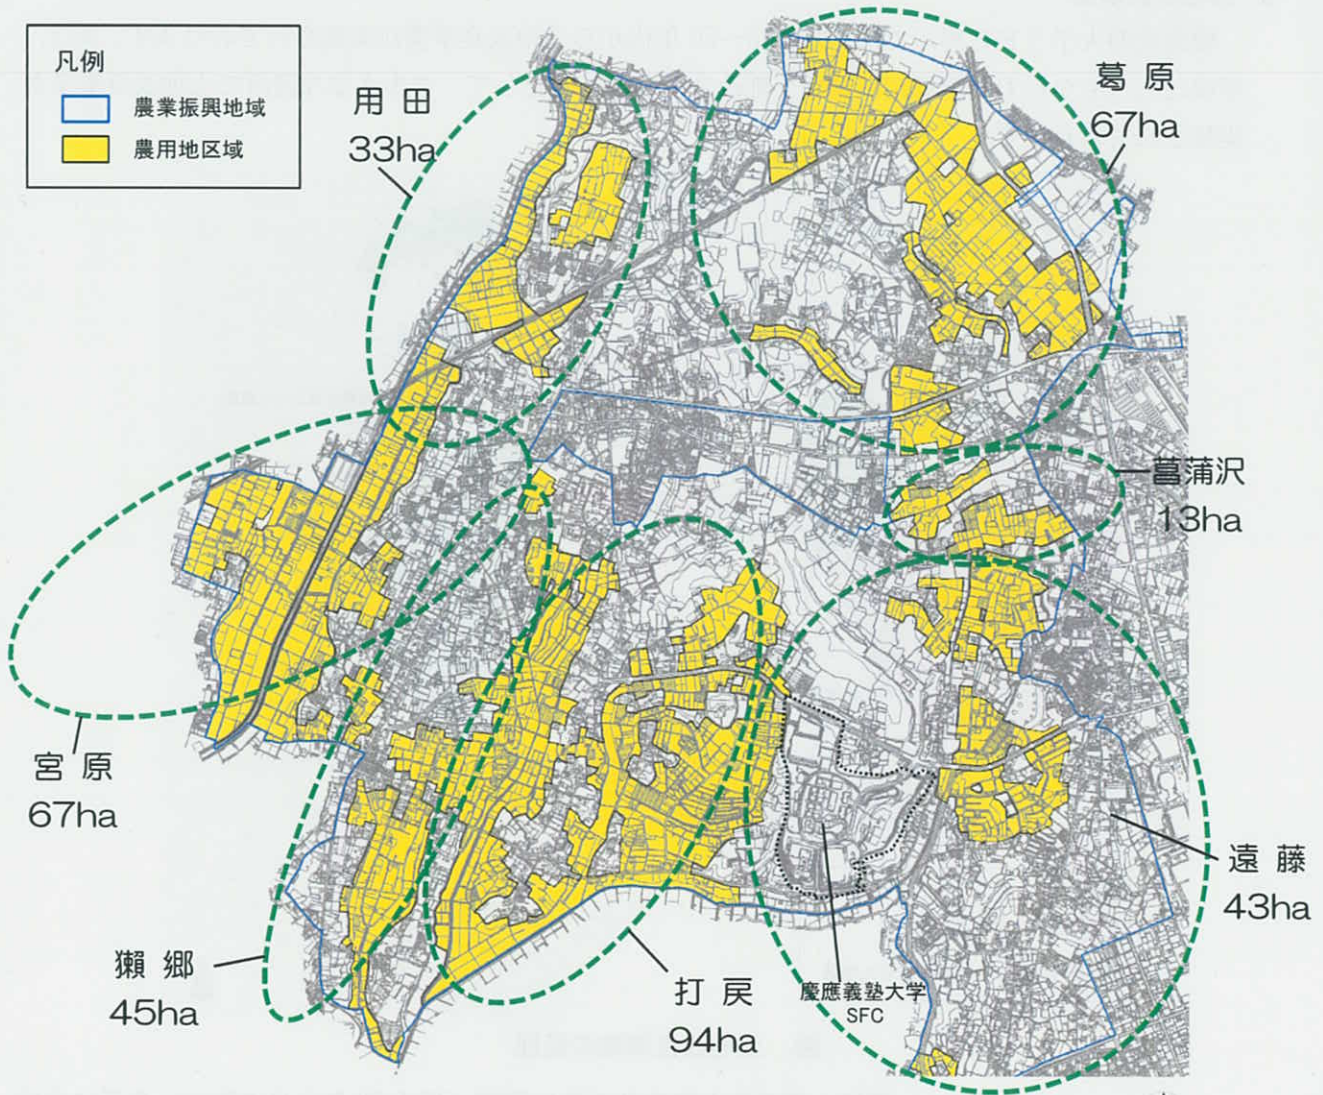 凡例
農業振興地域
農用地区域
用田
33ha
葛原
67ha
菖蒲沢
13ha
宮原
67ha
遠藤
43ha
獺郷
45ha
打戻
94ha
慶應義塾大学
SFC